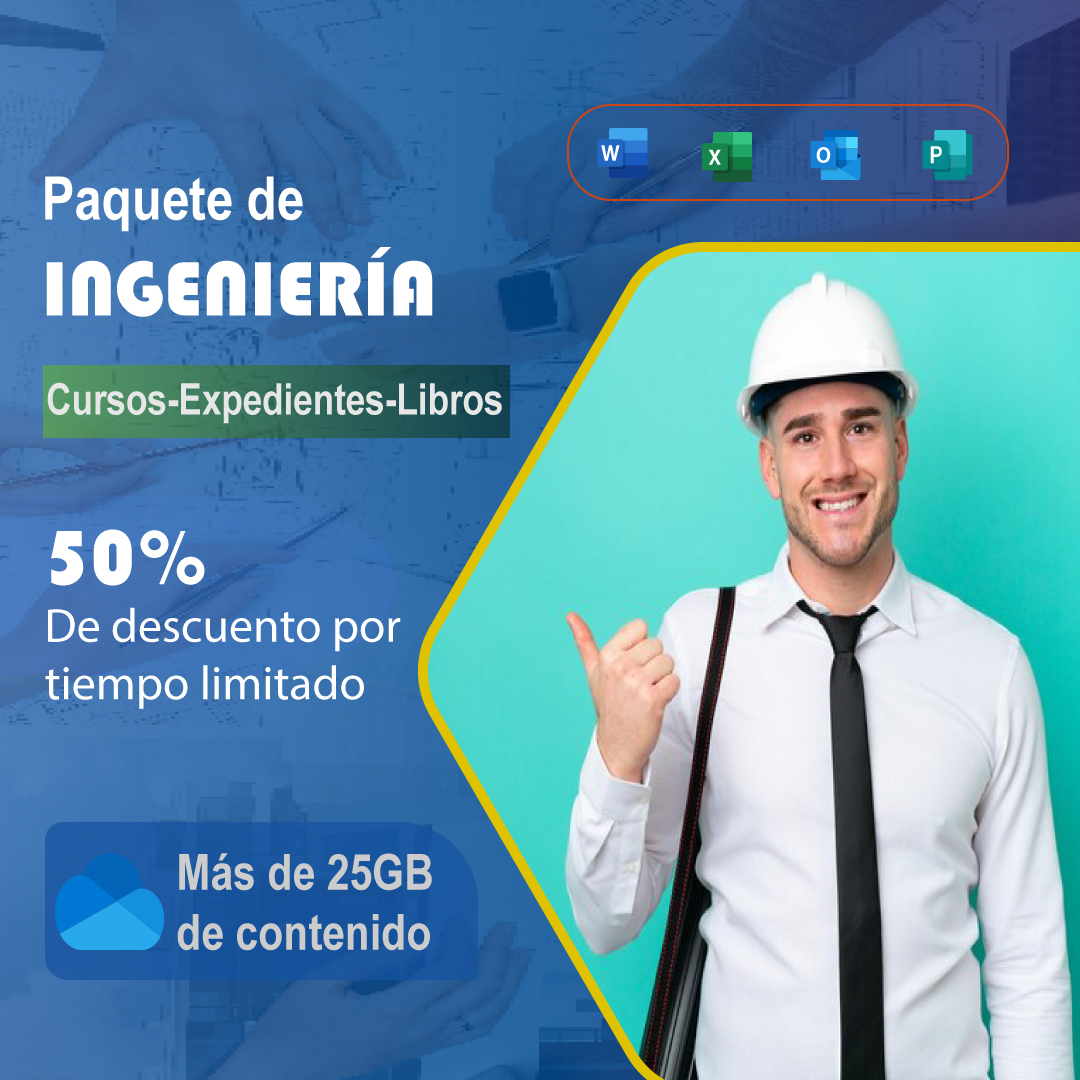 W X O P
Paquete de
INGENIERÍA
Cursos-Expedientes-Libros
50%
De descuento por
tiempo limitado
Más de 25GB
de contenido